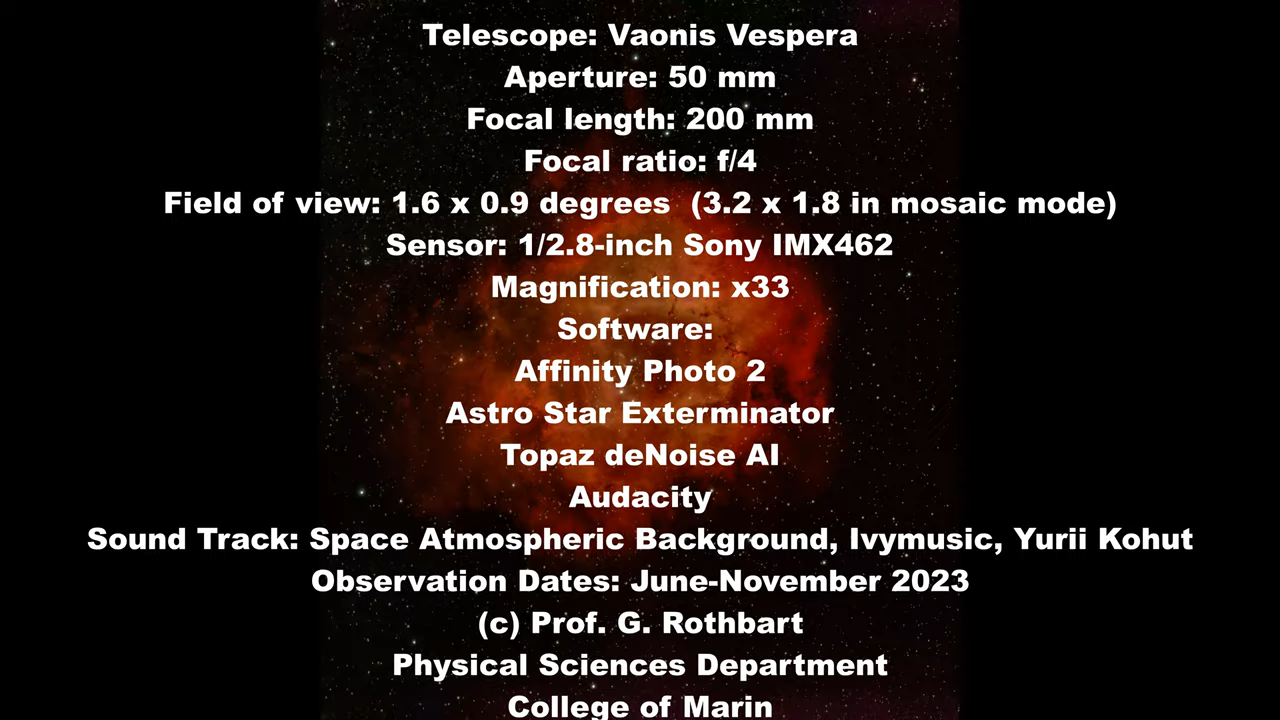 Telescope: Vaonis Vespera
Aperture: 50 mm
Focal length: 200 mm
Focal ratio: f/4
Field of view: 1.6 x 0.9 degrees  (3.2 x 1.8 in mosaic mode)
Sensor: 1/2.8-inch Sony IMX462
Magnification: x33
Software:
Affinity Photo 2
Astro Star Exterminator
Topaz deNoise AI
Audacity
Sound Track: Space Atmospheric Background, Ivymusic, Yurii Kohut
Observation Dates: June-November 2023
(c) Prof. G. Rothbart
Physical Sciences Department
College of Marin